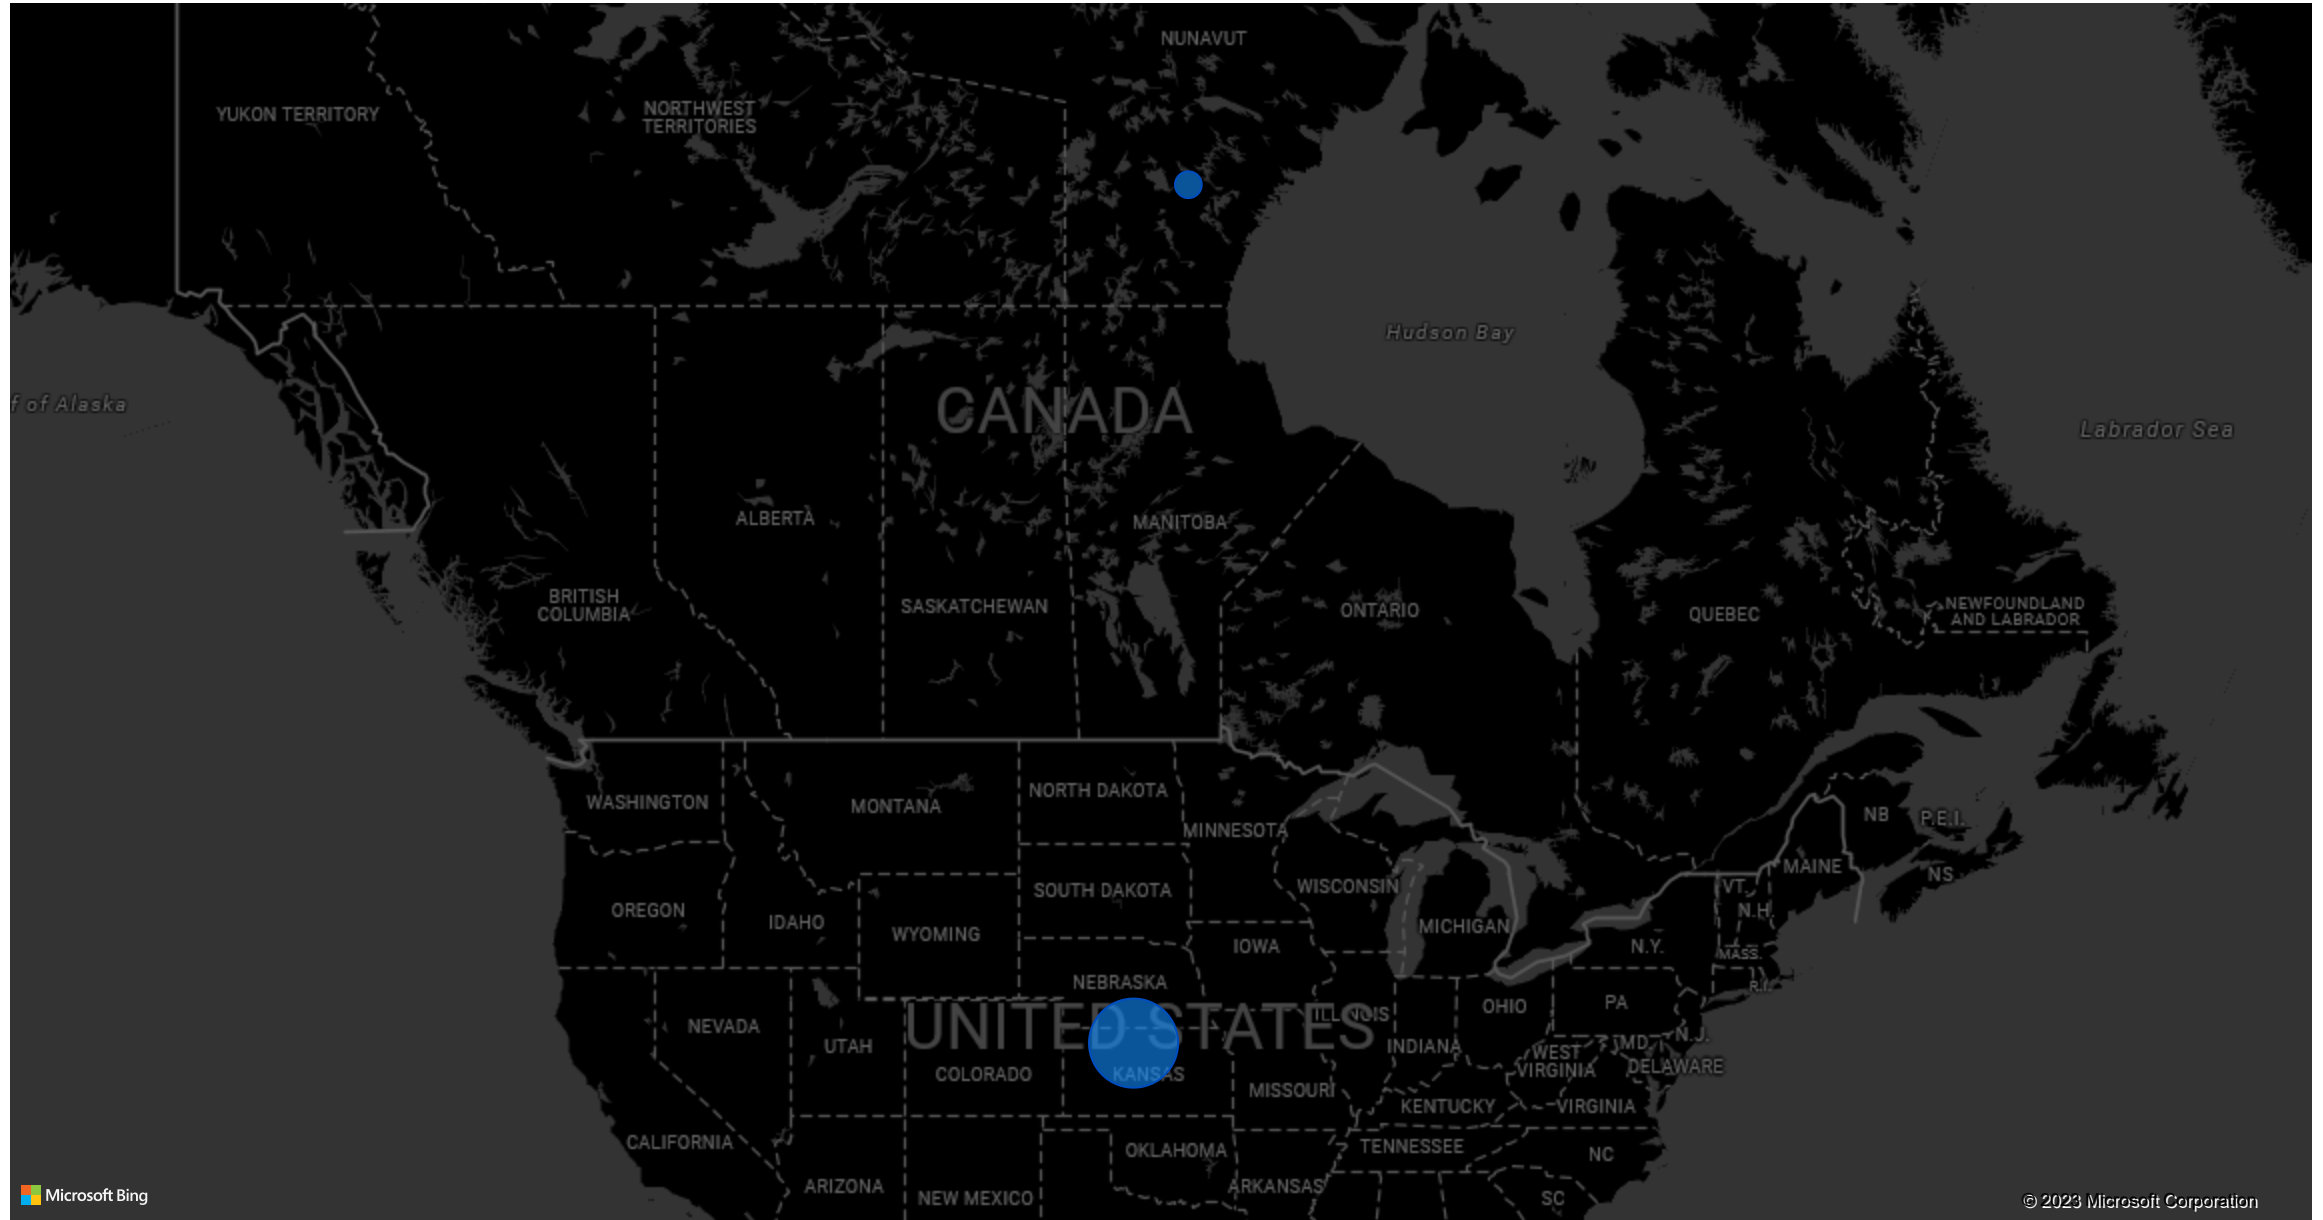 NUNAVUT
YUKON TERRITORY
NORTHWEST
TERRITORIES
Hudson Bay
CANADA
f of Alaska
Labrador Sea
ALBERTA
MANITOBA
BRITISH
COLUMBIA
SASKATCHEWAN
ONTARIO
QUEBEC
NEWFOUNDLAND
AND LABRADOR
WASHINGTON
MONTANA
NORTH DAKOTA
MINNESOTA
NB
P.E.I.
MAINE
NS
OREGON
IDAHO
SOUTH DAKOTA
WISCONSIN
VT.
N.H.
WYOMING
MICHIGAN
IOWA
N.Y.
MASS.
NEBRASKA
R.I.
UNITED STATES
ILLINOIS
OHIO
PA
NEVADA
UTAH
INDIANA
MD.
N.J.
COLORADO
KANSAS
WEST
VIRGINIA
DELAWARE
MISSOURI
KENTUCKY
VIRGINIA
CALIFORNIA
OKLAHOMA
TENNESSEE
NC
ARIZONA
NEW MEXICO
ARKANSAS
SC
Microsoft Bing
© 2023 Microsoft Corporation